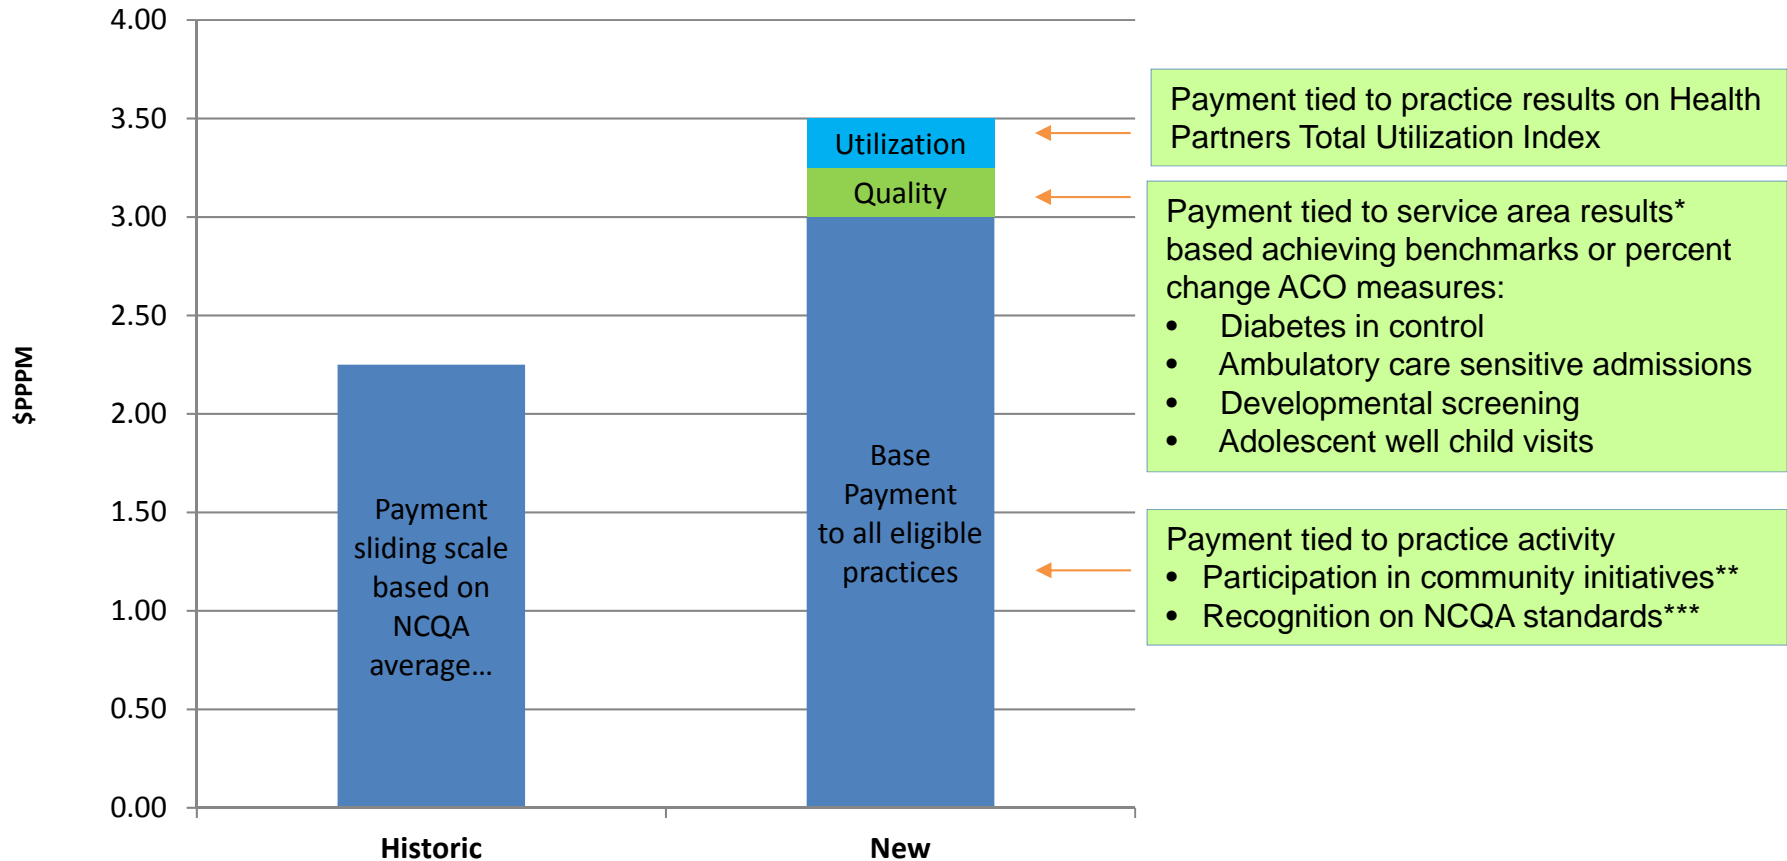 4.00
3.50
3.00
2.50
2.00
1.50
1.00
0.50
0.00
$PPPM
Payment
sliding scale
based on
NCQA
average…
Historic
Utilization
Quality
Base
Payment
to all eligible
practices
New
Payment tied to practice results on Health
Partners Total Utilization Index
Payment tied to service area results*
based achieving benchmarks or percent
change ACO measures:
• Diabetes in control
• Ambulatory care sensitive admissions
• Developmental screening
• Adolescent well child visits
Payment tied to practice activity
• Participation in community initiatives**
• Recognition on NCQA standards***